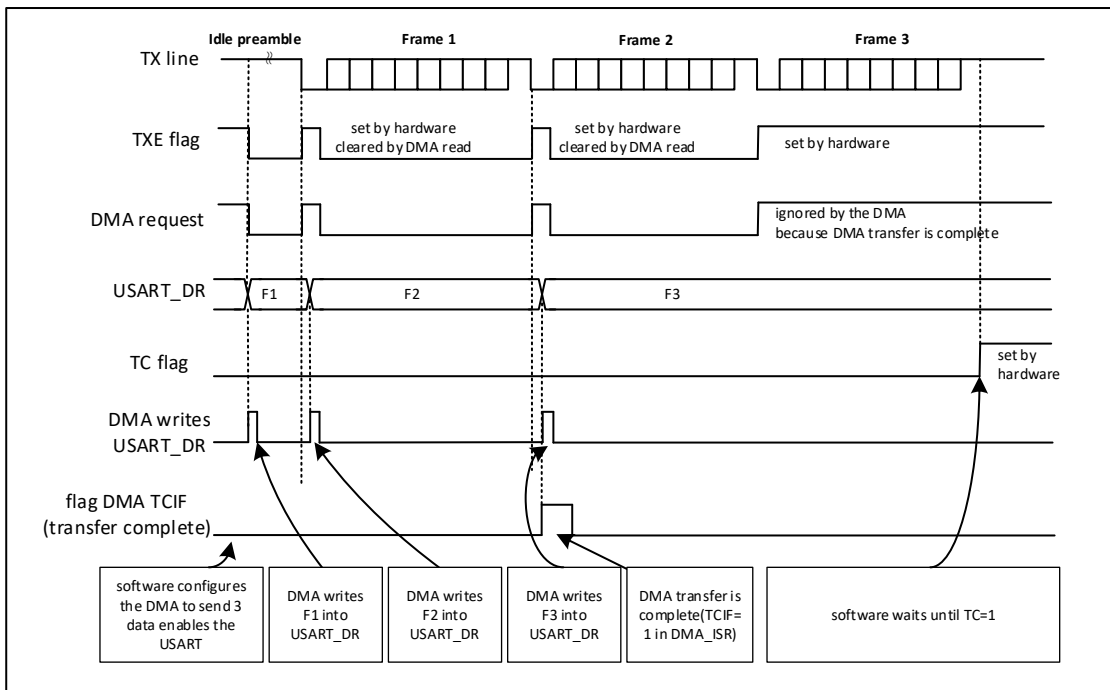 Idle preamble
Frame 1
Frame 2
Frame 3
TX line
TXE flag
set by hardware
cleared by DMA read
set by hardware
cleared by DMA read
set by hardware
DMA request
ignored by the DMA
because DMA transfer is complete
USART_DR
F1
F2
F3
TC flag
set by
hardware
DMA writes
USART_DR
flag DMA TCIF
(transfer complete)
software configures
the DMA to send 3
data enables the
USART
DMA writes
F1 into
USART_DR
DMA writes
F2 into
USART_DR
DMA writes
F3 into
USART_DR
DMA transfer is
complete(TCIF=
1 in DMA_ISR)
software waits until TC=1